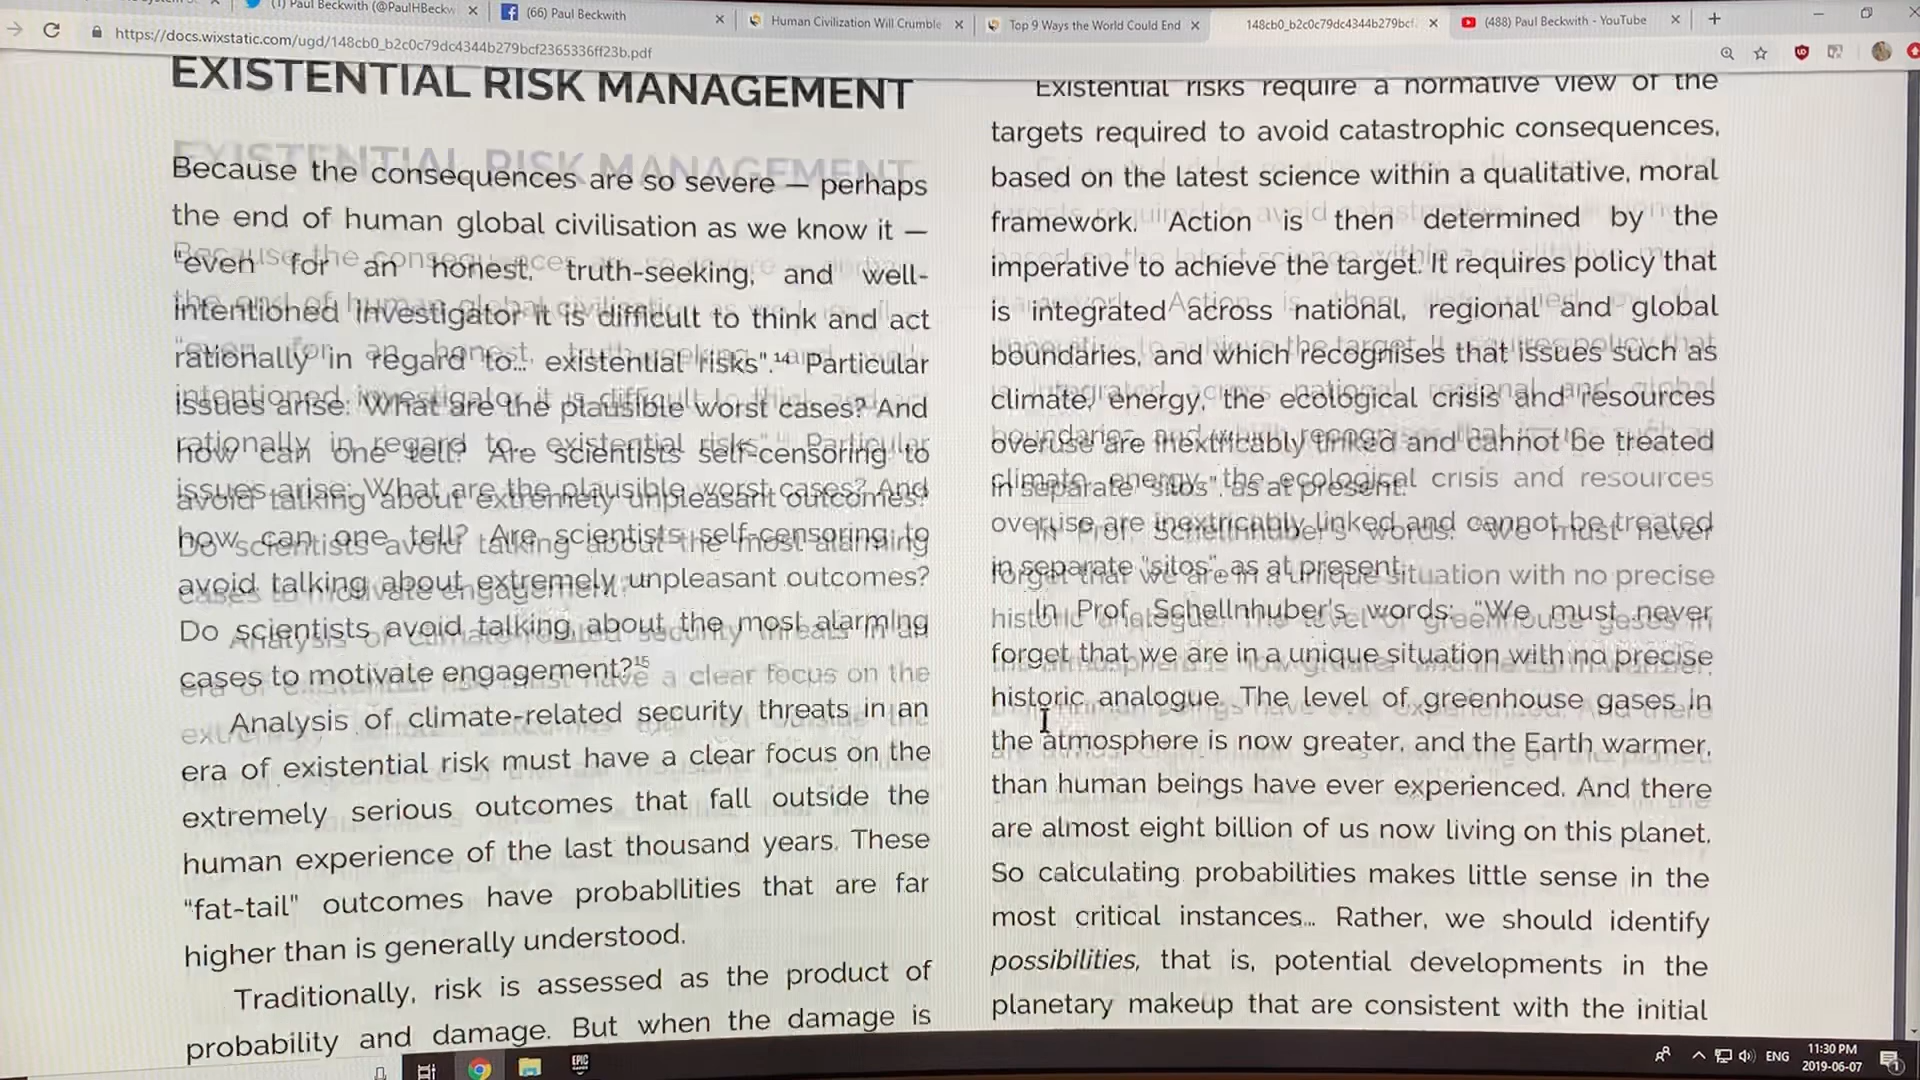 (1) Paul Beckwith (@PaulHBeckw
(66) Paul Beckwith
Human Civilization Will Crumble
Top 9 Ways the World Could End
148cb0_b2c0c79dc4344b279bcf
(488) Paul Beckwith - YouTube
https://docs.wixstatic.com/ugd/148cb0_b2c0c79dc4344b279bcf2365336ff23b.pdf
EXISTENTIAL RISK MANAGEMENT
Because the consequences are so severe — perhaps
the end of human global civilisation as we know it —
"even for an honest, truth-seeking, and well-
intentioned investigator it is difficult to think and act
rationally in regard to… existential risks".14 Particular
issues arise: What are the plausible worst cases? And
how can one tell? Are scientists self-censoring to
avoid talking about extremely unpleasant outcomes?
Do scientists avoid talking about the most alarming
cases to motivate engagement?15
Analysis of climate-related security threats in an
era of existential risk must have a clear focus on the
extremely serious outcomes that fall outside the
human experience of the last thousand years. These
"fat-tail" outcomes have probabilities that are far
higher than is generally understood.
Traditionally, risk is assessed as the product of
probability and damage. But when the damage is
Existential risks require a normative view of the
targets required to avoid catastrophic consequences,
based on the latest science within a qualitative, moral
framework. Action is then determined by the
imperative to achieve the target. It requires policy that
is integrated across national, regional and global
boundaries, and which recognises that issues such as
climate, energy, the ecological crisis and resources
overuse are inextricably linked and cannot be treated
in separate "silos", as at present.
In Prof. Schellnhuber's words: "We must never
forget that we are in a unique situation with no precise
historic analogue. The level of greenhouse gases in
the atmosphere is now greater, and the Earth warmer,
than human beings have ever experienced. And there
are almost eight billion of us now living on this planet.
So calculating probabilities makes little sense in the
most critical instances… Rather, we should identify
possibilities, that is, potential developments in the
planetary makeup that are consistent with the initial
EPIC
ENG
11:30 PM
2019-06-07